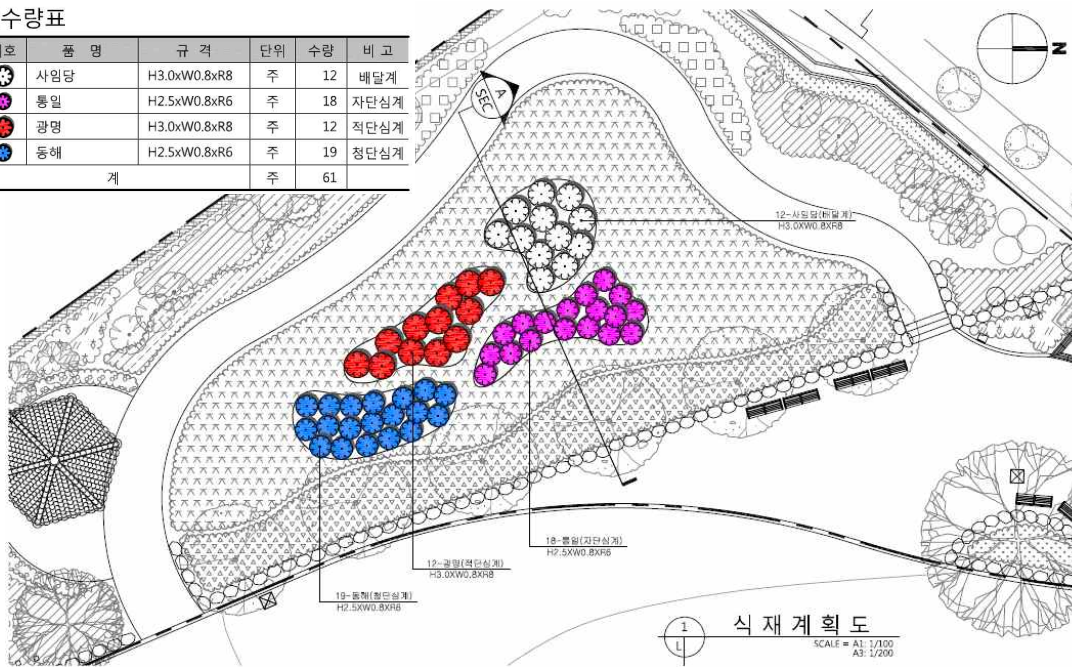 수량표
호 품 명 규 격 단위 수량 비 고
사임당 H3.0xW0.8xR8 주 12 배달계
통일 H2.5xW0.8xR6 주 18 자단심계
광명 H3.0xW0.8xR8 주 12 적단심계
동해 H2.5xW0.8xR6 주 19 청단심계
계 주 61
A
SEC
N
12-사임당(배달계)
H3.0XW0.8XR8
18-통일(자단심계)
H2.5XW0.8XR6
12-광명(적단심계)
H3.0XW0.8XR8
19-동해(청단심계)
H2.5XW0.8XR6
1
L
식재계획도
SCALE = A1: 1/100
A3: 1/200